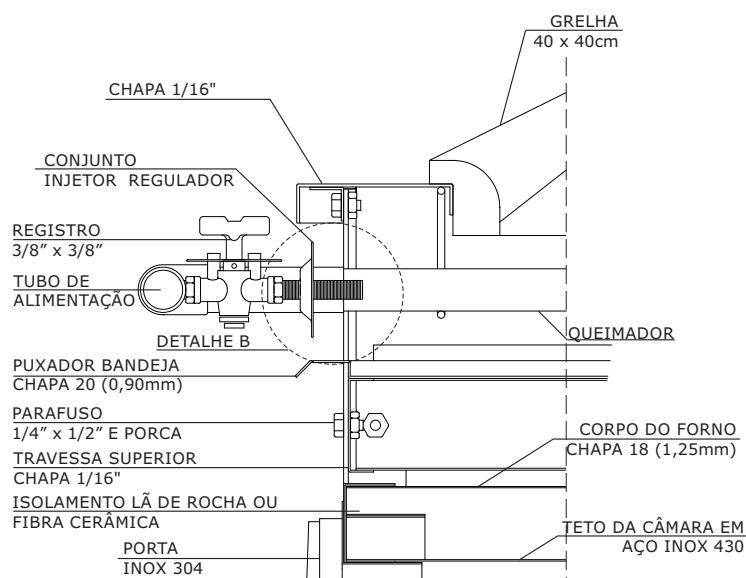 GRELHA
40 x 40cm
CHAPA 1/16"
CONJUNTO
INJETOR REGULADOR
REGISTRO
3/8” x 3/8”
TUBO DE
ALIMENTAÇÃO
DETALHE B
QUEIMADOR
PUXADOR BANDEJA
CHAPA 20 (0,90mm)
PARAFUSO
1/4” x 1/2” E PORCA
CORPO DO FORNO
CHAPA 18 (1,25mm)
TRAVESSA SUPERIOR
CHAPA 1/16"
ISOLAMENTO LÃ DE ROCHA OU
FIBRA CERÂMICA
TETO DA CÂMARA EM
AÇO INOX 430
PORTA
INOX 304